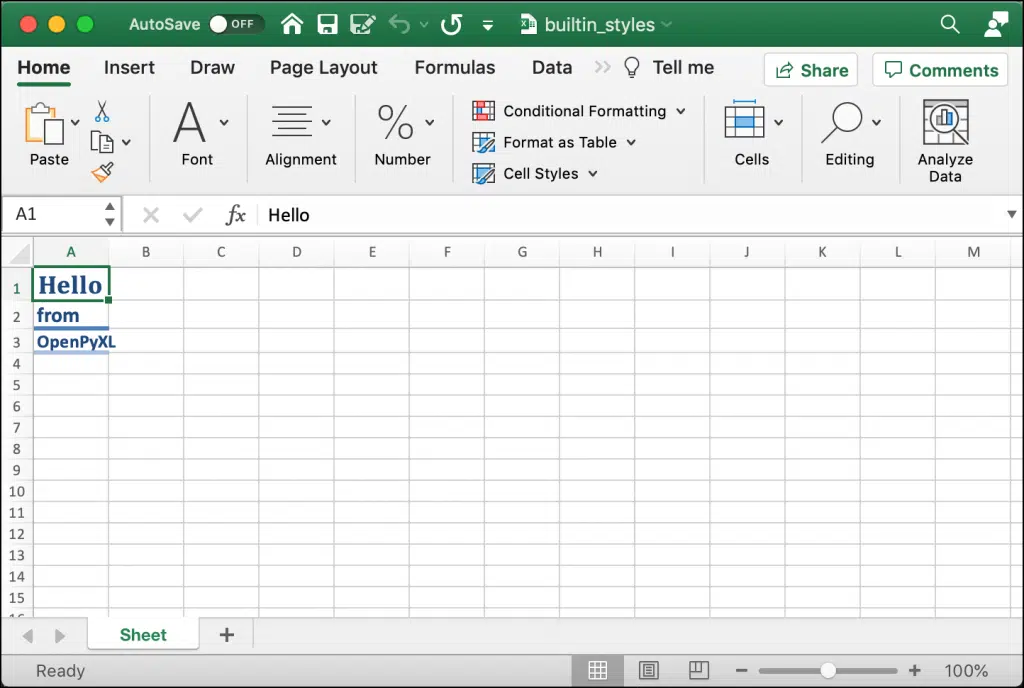 AutoSave OFF builtin_styles
Home Insert Draw Page Layout Formulas Data Tell me Share Comments
Paste Font Alignment Number Conditional Formatting Format as Table Cell Styles Cells Editing Analyze Data
A1 fx Hello
A B C D E F G H I J K L M
1 Hello
2 from
3 OpenPyXL
4
5
6
7
8
9
10
11
12
13
14
15
16
Sheet
Ready 100%